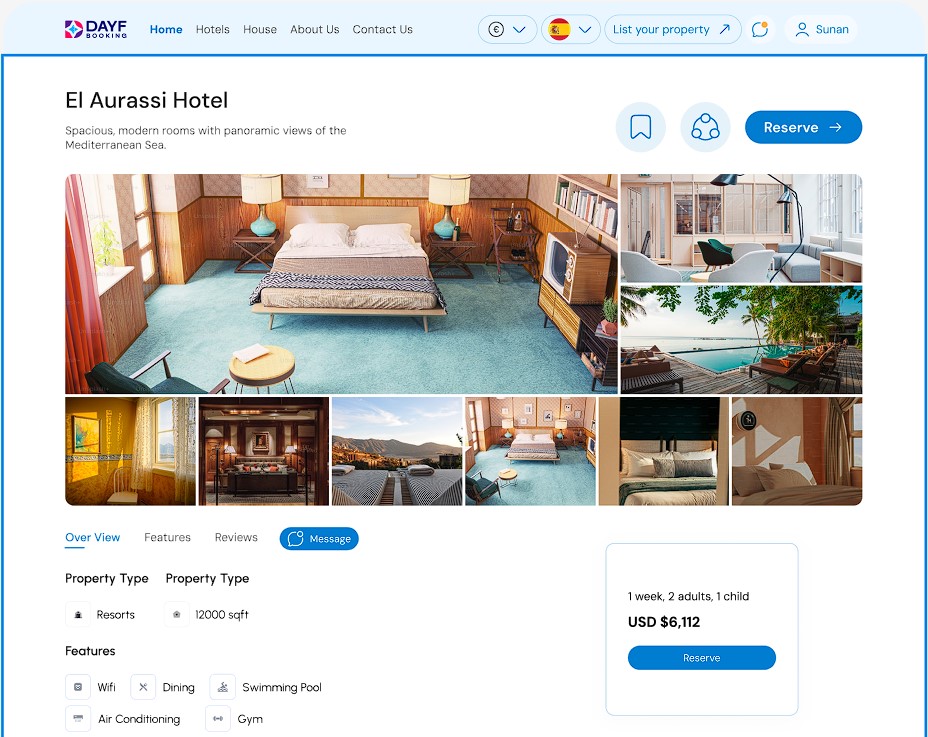 DAYF
BOOKING
Home Hotels House About Us Contact Us
€
List your property
Sunan
El Aurassi Hotel
Spacious, modern rooms with panoramic views of the
Mediterranean Sea.
Reserve
Over View Features Reviews Message
Property Type Property Type
Resorts 12000 sqft
Features
Wifi Dining Swimming Pool
Air Conditioning Gym
1 week, 2 adults, 1 child
USD $6,112
Reserve